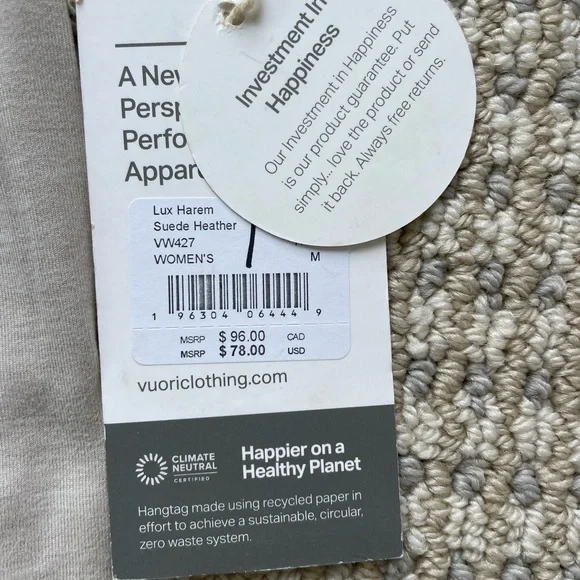 Investment In
Happiness
Our Investment in Happiness
is our product guarantee. Put
simply... love the product or send
it back. Always free returns.
A New
Perfo
Appar
Lux Harem
Suede Heather
VW427
WOMEN'S
M
1 96304 06444 9
MSRP $ 96.00 CAD
MSRP $ 78.00 USD
vuoriclothing.com
CLIMATE
NEUTRAL
CERTIFIED
Happier on a
Healthy Planet
Hangtag made using recycled paper in
effort to achieve a sustainable, circular,
zero waste system.